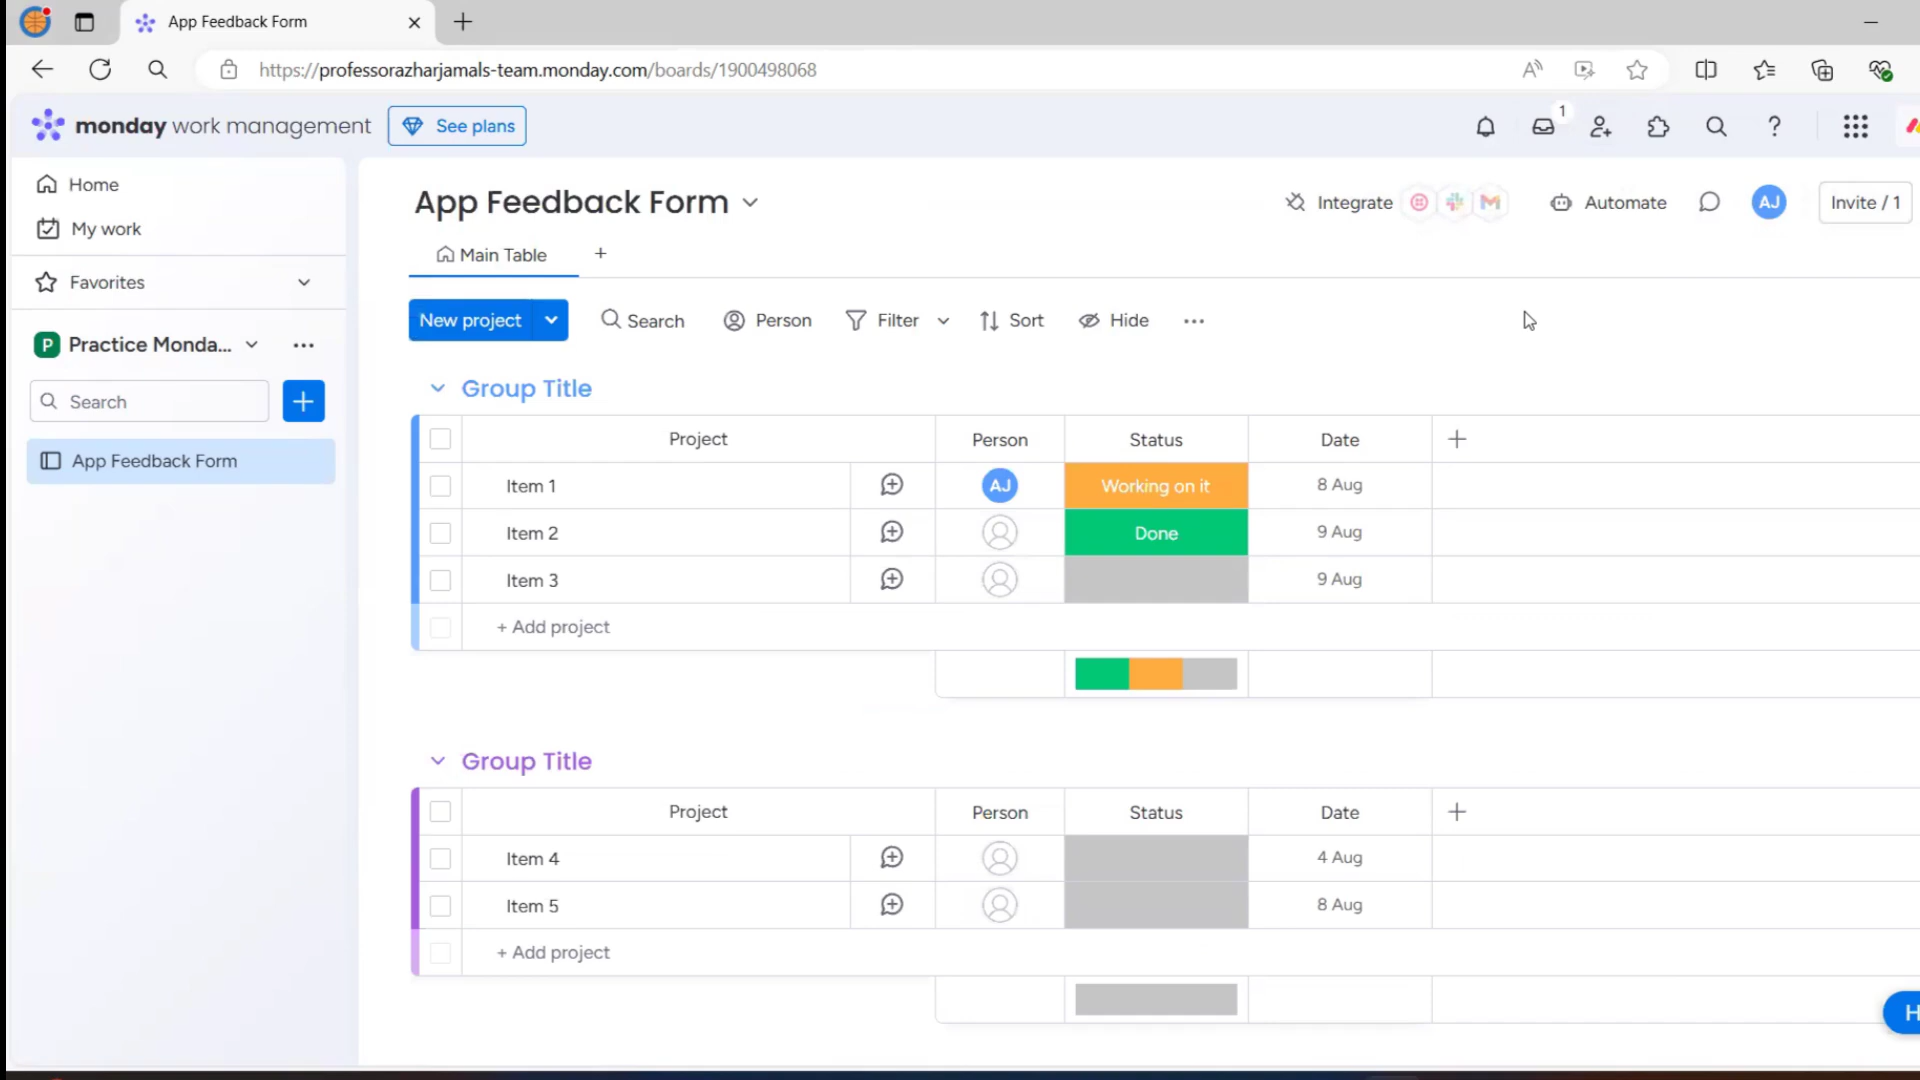 App Feedback Form
https://professorazharjamals-team.monday.com/boards/1900498068
monday work management
See plans
1
Home
My work
Favorites
P Practice Monda...
Search
App Feedback Form
App Feedback Form
Integrate
Automate
AJ
Invite / 1
Main Table
New project
Search
Person
Filter
Sort
Hide
Group Title
Project Person Status Date
Item 1 AJ Working on it 8 Aug
Item 2 Done 9 Aug
Item 3 9 Aug
+ Add project
Group Title
Project Person Status Date
Item 4 4 Aug
Item 5 8 Aug
+ Add project